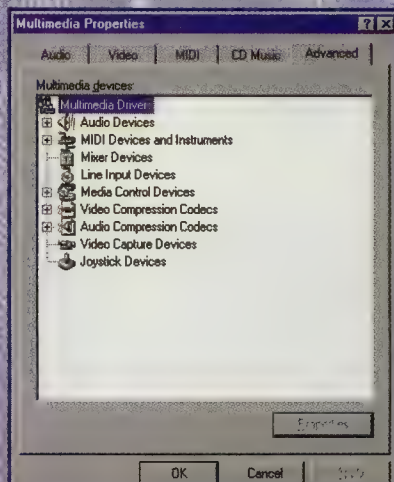 Multimedia Properties
Audio Video MIDI CD Music Advanced
Multimedia devices:
Multimedia Drivers
Audio Devices
MIDI Devices and Instruments
Mixer Devices
Line Input Devices
Media Control Devices
Video Compression Codecs
Audio Compression Codecs
Video Capture Devices
Joystick Devices
Properties
OK Cancel Apply